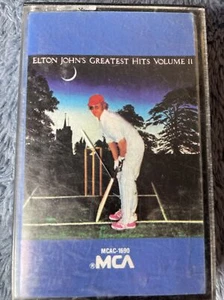 ELTON JOHN'S GREATEST HITS VOLUME II
MCAC-1690
MCA